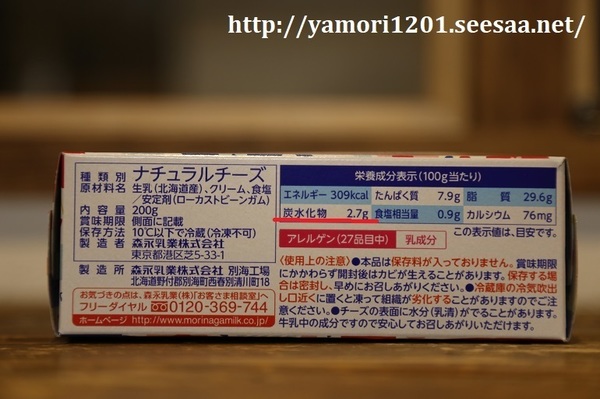 http://yamori1201.seesaa.net/
種類別 ナチュラルチーズ
原材料名 生乳(北海道産)、クリーム、食塩
/安定剤(ローカストビーンガム)
内容量 200g
賞味期限 側面に記載
保存方法 10℃以下で冷蔵(冷凍不可)
製造者 森永乳業株式会社
東京都港区芝5-33-1
製造所 森永乳業株式会社 別海工場
北海道野付郡別海町西春別清川町18
お気づきの点は、森永乳業(株)「お客さま相談室」へ
フリーダイヤル 0120-369-744
ホームページ http://www.morinagamilk.co.jp/
栄養成分表示(100g当たり)
エネルギー 309kcal たんぱく質 7.9g 脂質 29.6g
炭水化物 2.7g 食塩相当量 0.9g カルシウム 76mg
アレルゲン(27品目中) 乳成分 この表示値は、目安です。
〈使用上の注意〉●本品は保存料が入っておりません。賞味期限
にかかわらず開封後はカビが生えることがあります。保存する場
合は密封し、早めにお召しあがりください。●冷蔵庫の冷気吹出
し口近くに置くと凍って組織が劣化することがありますのでご注
意ください。●チーズの表面に水分(乳清)がでることがあります。
牛乳中の成分ですので安心してお召しあがりいただけます。